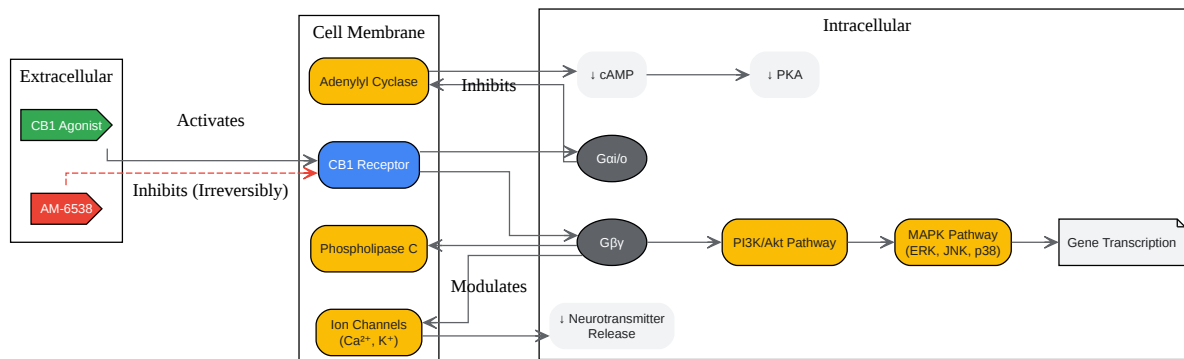 Extracellular
CB1 Agonist
AM-6538
Activates
Inhibits (Irreversibly)
Cell Membrane
Adenylyl Cyclase
CB1 Receptor
Phospholipase C
Ion Channels
(Ca²⁺, K⁺)
Inhibits
Modulates
Intracellular
↓ cAMP
↓ PKA
Gαi/o
Gβγ
PI3K/Akt Pathway
MAPK Pathway
(ERK, JNK, p38)
Gene Transcription
↓ Neurotransmitter
Release